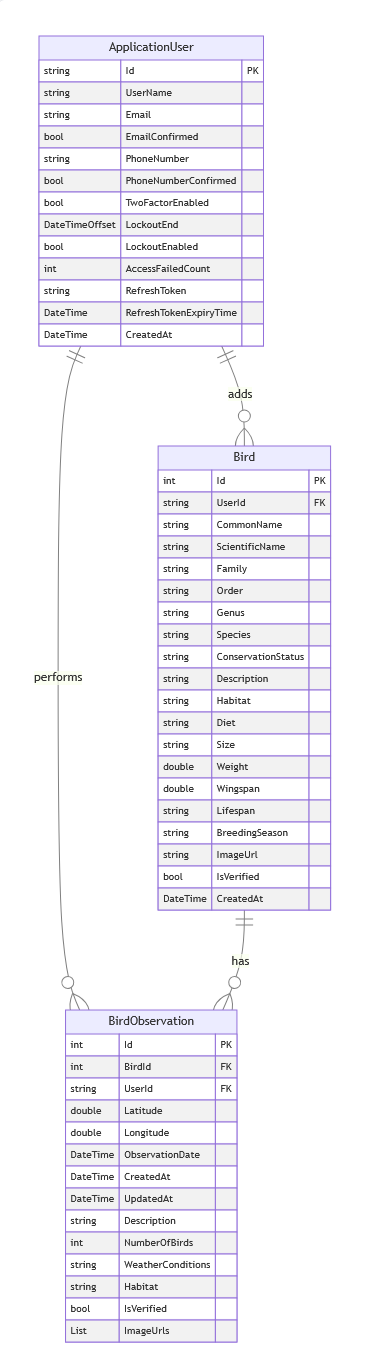 ApplicationUser
string Id PK
string UserName
string Email
bool EmailConfirmed
string PhoneNumber
bool PhoneNumberConfirmed
bool TwoFactorEnabled
DateTimeOffset LockoutEnd
bool LockoutEnabled
int AccessFailedCount
string RefreshToken
DateTime RefreshTokenExpiryTime
DateTime CreatedAt
adds
Bird
int Id PK
string UserId FK
string CommonName
string ScientificName
string Family
string Order
string Genus
string Species
string ConservationStatus
string Description
string Habitat
string Diet
string Size
double Weight
double Wingspan
string Lifespan
string BreedingSeason
string ImageUrl
bool IsVerified
DateTime CreatedAt
performs
has
BirdObservation
int Id PK
int BirdId FK
string UserId FK
double Latitude
double Longitude
DateTime ObservationDate
DateTime CreatedAt
DateTime UpdatedAt
string Description
int NumberOfBirds
string WeatherConditions
string Habitat
bool IsVerified
List ImageUrls